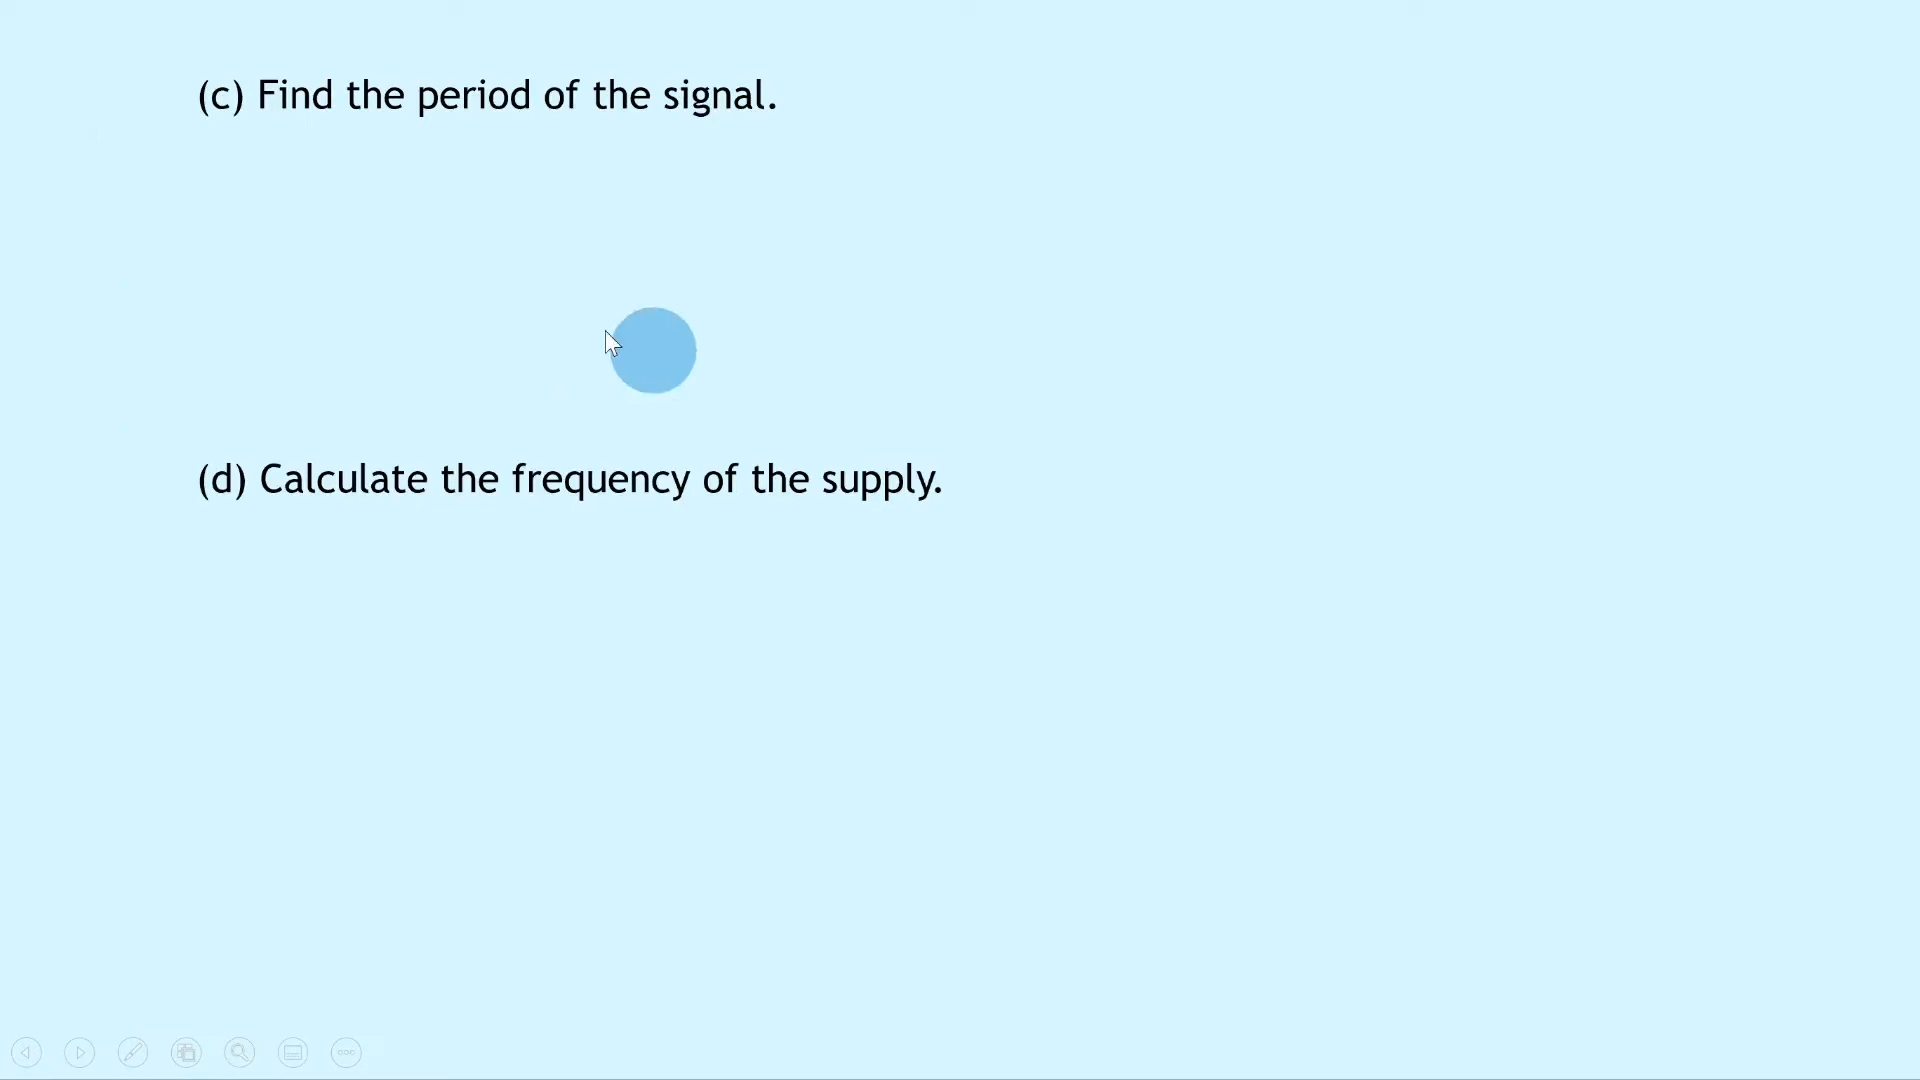 (c) Find the period of the signal.
(d) Calculate the frequency of the supply.